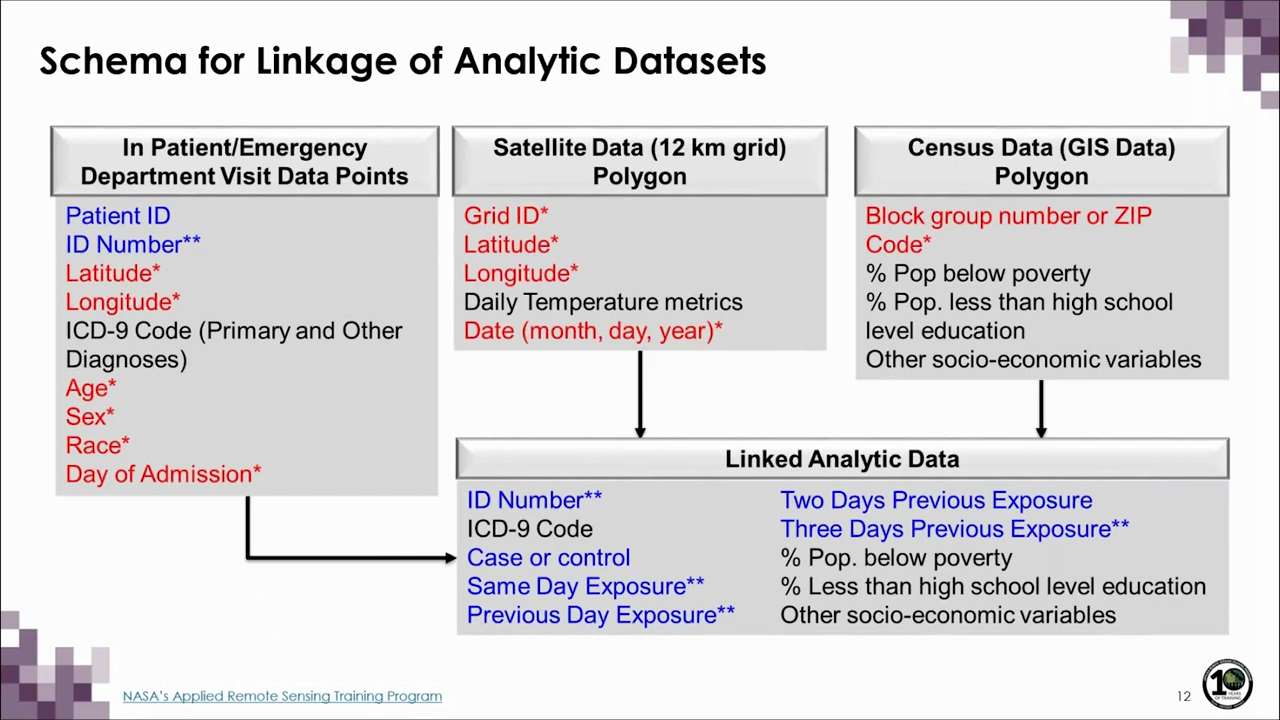 Schema for Linkage of Analytic Datasets
In Patient/Emergency
Department Visit Data Points
Patient ID
ID Number**
Latitude*
Longitude*
ICD-9 Code (Primary and Other
Diagnoses)
Age*
Sex*
Race*
Day of Admission*
Satellite Data (12 km grid)
Polygon
Grid ID*
Latitude*
Longitude*
Daily Temperature metrics
Date (month, day, year)*
Census Data (GIS Data)
Polygon
Block group number or ZIP
Code*
% Pop below poverty
% Pop. less than high school
level education
Other socio-economic variables
Linked Analytic Data
ID Number**
ICD-9 Code
Case or control
Same Day Exposure**
Previous Day Exposure**
Two Days Previous Exposure
Three Days Previous Exposure**
% Pop. below poverty
% Less than high school level education
Other socio-economic variables
NASA's Applied Remote Sensing Training Program
12
10
YEARS
OF TRAINING